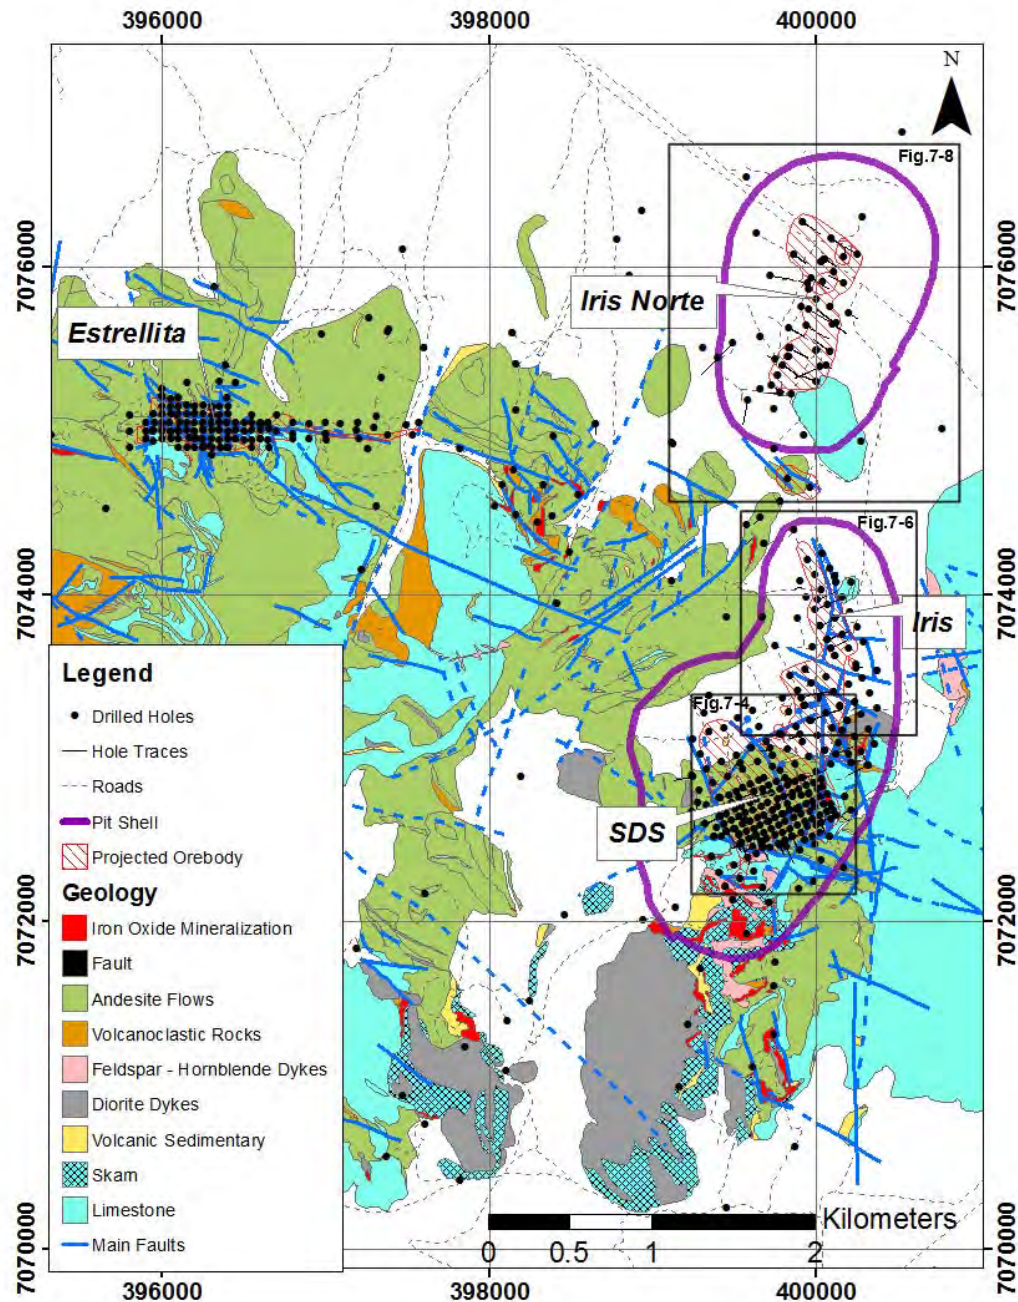 396000
398000
400000
N
Fig.7-8
7076000
7076000
Iris Norte
Estrellita
Fig.7-6
7074000
7074000
Iris
Fig.7-4
SDS
Legend
Drilled Holes
Hole Traces
Roads
Pit Shell
Projected Orebody
Geology
Iron Oxide Mineralization
Fault
Andesite Flows
Volcanoclastic Rocks
Feldspar - Hornblende Dykes
Diorite Dykes
Volcanic Sedimentary
Skarn
Limestone
Main Faults
7072000
7072000
Kilometers
0 0.5 1 2
7070000
7070000
396000
398000
400000